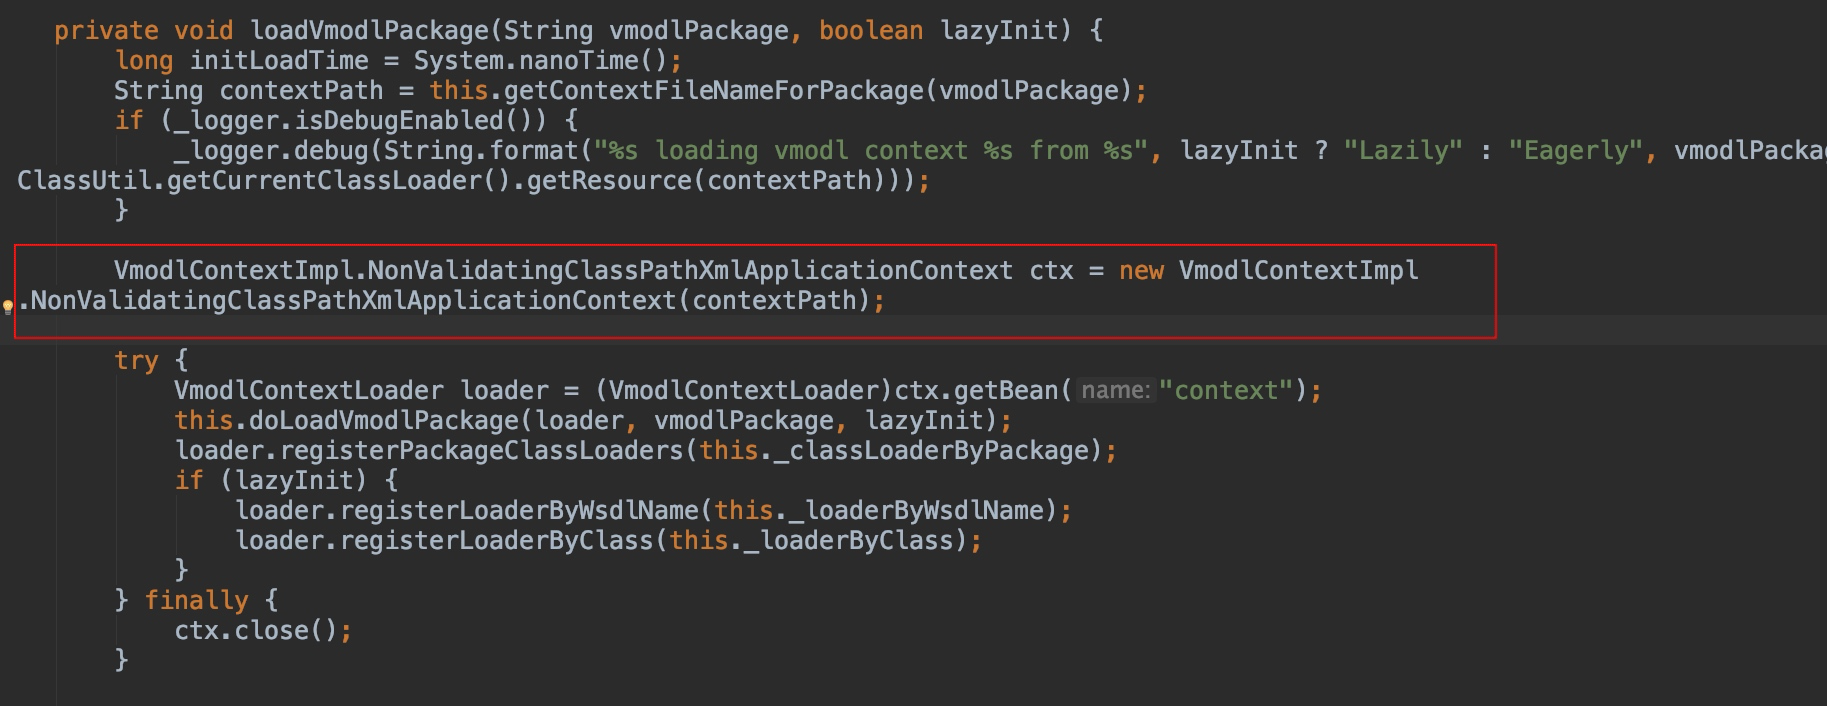 private void loadVmodlPackage(String vmodlPackage, boolean lazyInit) {
long initLoadTime = System.nanoTime();
String contextPath = this.getContextFileNameForPackage(vmodlPackage);
if (_logger.isDebugEnabled()) {
_logger.debug(String.format("%s loading vmodl context %s from %s", lazyInit ? "Lazily" : "Eagerly",
ClassUtil.getCurrentClassLoader().getResource(contextPath)));
}
VmodlContextImpl.NonValidatingClassPathXmlApplicationContext ctx = new VmodlContextImpl
.NonValidatingClassPathXmlApplicationContext(contextPath);
try {
VmodlContextLoader loader = (VmodlContextLoader)ctx.getBean( name: "context");
this.doLoadVmodlPackage(loader, vmodlPackage, lazyInit);
loader.registerPackageClassLoaders(this._classLoaderByPackage);
if (lazyInit) {
loader.registerLoaderByWsdlName(this._loaderByWsdlName);
loader.registerLoaderByClass(this._loaderByClass);
}
} finally {
ctx.close();
}